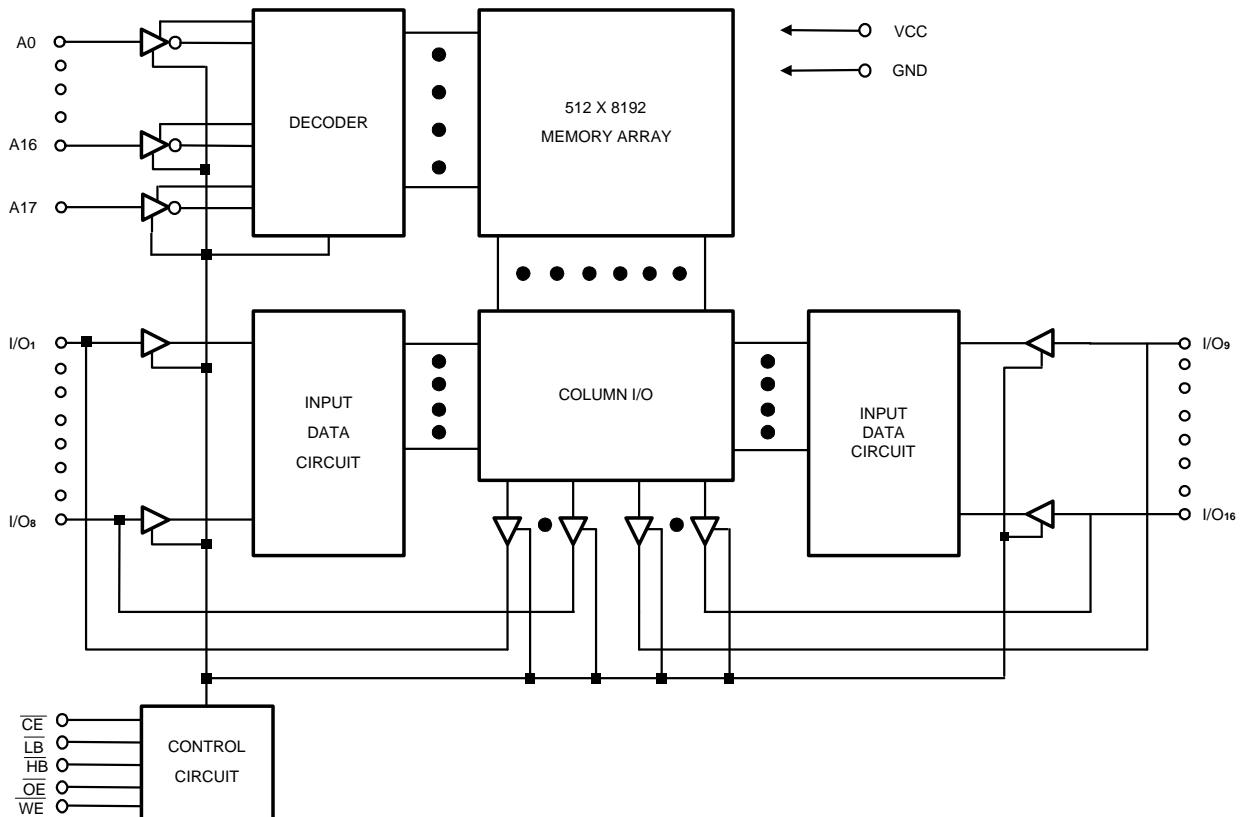 A0
VCC
GND
DECODER
512 X 8192
MEMORY ARRAY
A16
A17
I/O1
I/O9
INPUT
DATA
CIRCUIT
COLUMN I/O
INPUT
DATA
CIRCUIT
I/O8
I/O16
CE
LB
HB
OE
WE
CONTROL
CIRCUIT